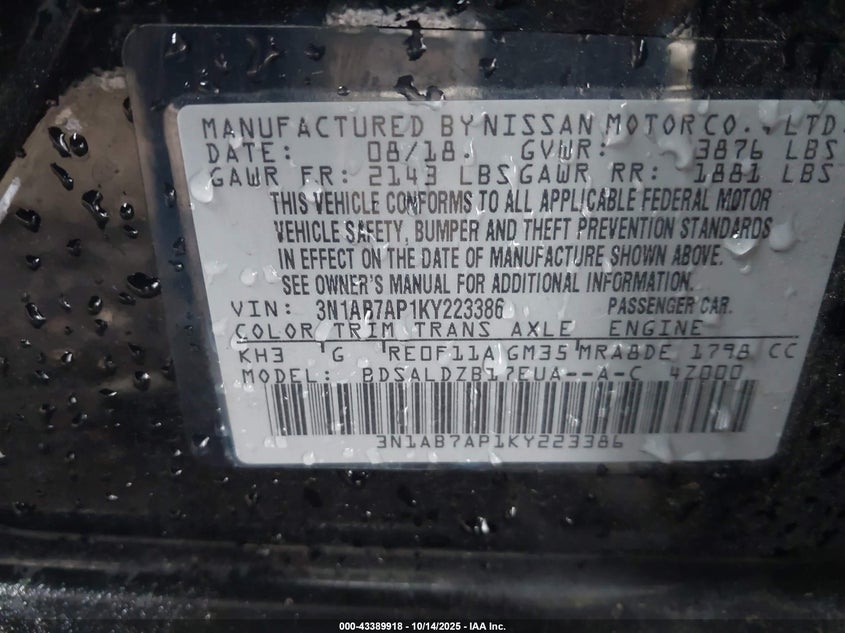 MANUFACTURED BY NISSAN MOTOR CO., LTD.
DATE: 08/18. GVWR: 3876 LBS
GAWR FR: 2143 LBS GAWR RR: 1881 LBS
THIS VEHICLE CONFORMS TO ALL APPLICABLE FEDERAL MOTOR
VEHICLE SAFETY, BUMPER AND THEFT PREVENTION STANDARDS
IN EFFECT ON THE DATE OF MANUFACTURE SHOWN ABOVE.
SEE OWNER'S MANUAL FOR ADDITIONAL INFORMATION.
VIN: 3N1AB7AP1KY223386 PASSENGER CAR.
COLOR TRIM TRANS AXLE ENGINE
KH3 G RE0F11A GM35 MRA8DE 1798 CC
MODEL: BDSALDZB17EUA--A-C 4Z000
3N1AB7AP1KY223386
000-43389918 - 10/14/2025 - IAA Inc.